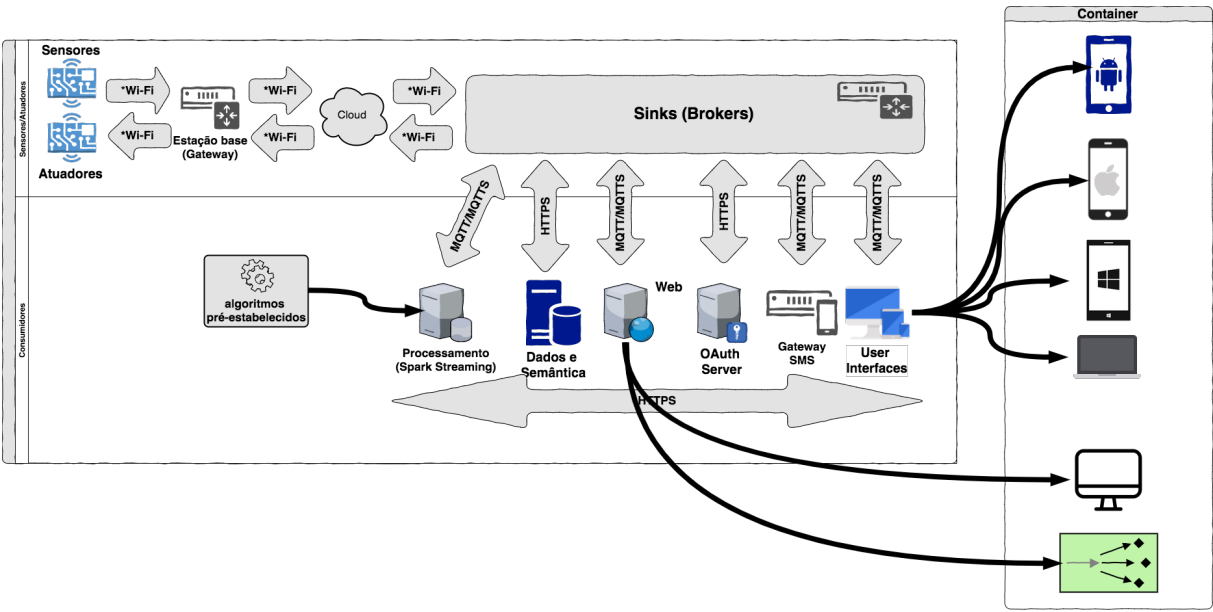 Container
Sensores
Sensores/Atuadores
*Wi-Fi
*Wi-Fi
*Wi-Fi
Cloud
Sinks (Brokers)
*Wi-Fi
*Wi-Fi
*Wi-Fi
Estação base
(Gateway)
Atuadores
MQTT/MQTTS
HTTPS
MQTT/MQTTS
HTTPS
MQTT/MQTTS
MQTT/MQTTS
Consumidores
algoritmos
pré-estabelecidos
Web
Processamento
(Spark Streaming)
Dados e
Semântica
OAuth
Server
Gateway
SMS
User
Interfaces
HTTPS